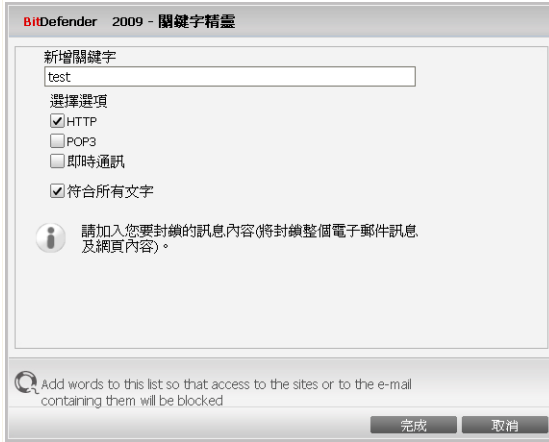 BitDefender 2009 - 關鍵字精靈
新增關鍵字
test
選擇選項
HTTP
POP3
即時通訊
符合所有文字
請加入您要封鎖的訊息內容(將封鎖整個電子郵件訊息
及網頁內容)。
Add words to this list so that access to the sites or to the e-mail
containing them will be blocked
完成
取消